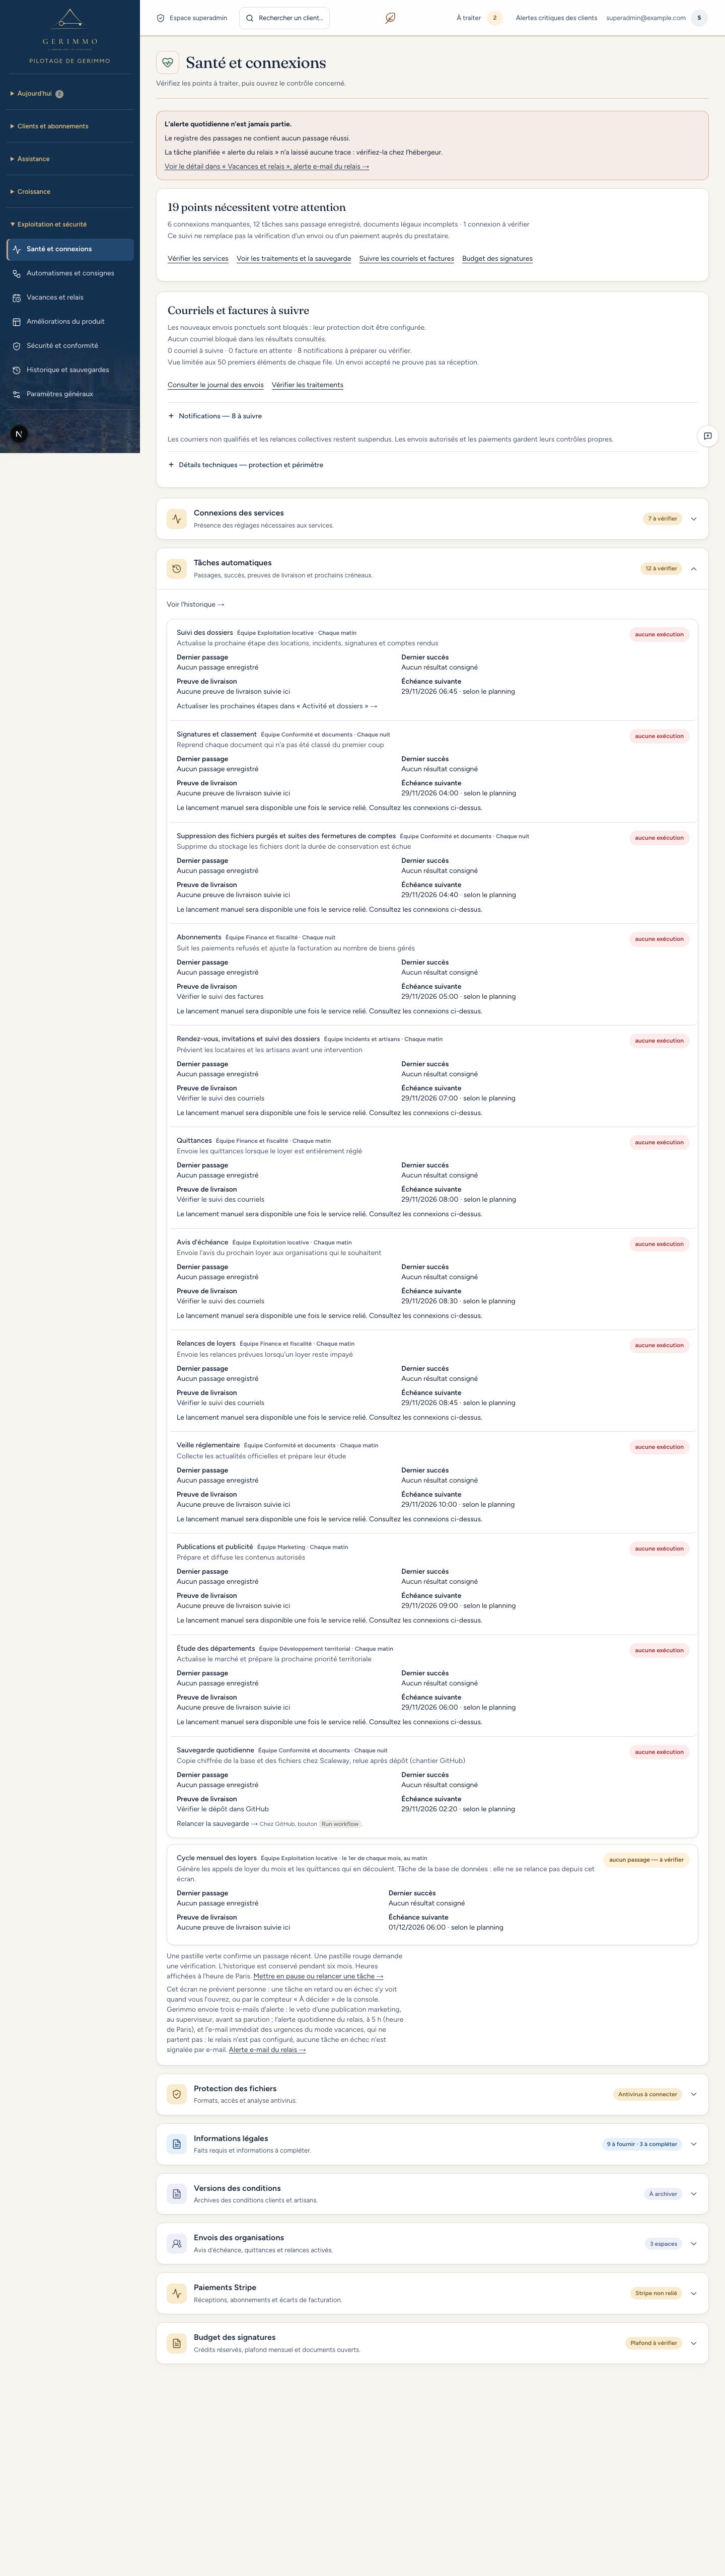 GERIMMO
PILOTAGE DE GERIMMO
Aujourd'hui 2
Clients et abonnements
Assistance
Croissance
Exploitation et sécurité
Santé et connexions
Automatismes et consignes
Vacances et relais
Améliorations du produit
Sécurité et conformité
Historique et sauvegardes
Paramètres généraux
N
Espace superadmin
Rechercher un client…
À traiter 2
Alertes critiques des clients
superadmin@example.com
S
Santé et connexions
Vérifiez les points à traiter, puis ouvrez le contrôle concerné.
L'alerte quotidienne n'est jamais partie.
Le registre des passages ne contient aucun passage réussi.
La tâche planifiée « alerte du relais » n'a laissé aucune trace : vérifiez-la chez l'hébergeur.
Voir le détail dans « Vacances et relais », alerte e-mail du relais →
19 points nécessitent votre attention
6 connexions manquantes, 12 tâches sans passage enregistré, documents légaux incomplets · 1 connexion à vérifier
Ce suivi ne remplace pas la vérification d'un envoi ou d'un paiement auprès du prestataire.
Vérifier les services
Voir les traitements et la sauvegarde
Suivre les courriels et factures
Budget des signatures
Courriels et factures à suivre
Les nouveaux envois ponctuels sont bloqués : leur protection doit être configurée.
Aucun courriel bloqué dans les résultats consultés.
0 courriel à suivre · 0 facture en attente · 8 notifications à préparer ou vérifier.
Vue limitée aux 50 premiers éléments de chaque file. Un envoi accepté ne prouve pas sa réception.
Consulter le journal des envois
Vérifier les traitements
+ Notifications — 8 à suivre
Les courriers non qualifiés et les relances collectives restent suspendus. Les envois autorisés et les paiements gardent leurs contrôles propres.
+ Détails techniques — protection et périmètre
Connexions des services
Présence des réglages nécessaires aux services.
7 à vérifier
Tâches automatiques
Passages, succès, preuves de livraison et prochains créneaux.
12 à vérifier
Voir l'historique →
Suivi des dossiers Équipe Exploitation locative · Chaque matin
aucune exécution
Actualise la prochaine étape des locations, incidents, signatures et comptes rendus
Dernier passage
Aucun passage enregistré
Dernier succès
Aucun résultat consigné
Preuve de livraison
Aucune preuve de livraison suivie ici
Échéance suivante
29/11/2026 06:45 · selon le planning
Actualiser les prochaines étapes dans « Activité et dossiers » →
Signatures et classement Équipe Conformité et documents · Chaque nuit
aucune exécution
Reprend chaque document qui n'a pas été classé du premier coup
Dernier passage
Aucun passage enregistré
Dernier succès
Aucun résultat consigné
Preuve de livraison
Aucune preuve de livraison suivie ici
Échéance suivante
29/11/2026 04:00 · selon le planning
Le lancement manuel sera disponible une fois le service relié. Consultez les connexions ci-dessus.
Suppression des fichiers purgés et suites des fermetures de comptes Équipe Conformité et documents · Chaque nuit
aucune exécution
Supprime du stockage les fichiers dont la durée de conservation est échue
Dernier passage
Aucun passage enregistré
Dernier succès
Aucun résultat consigné
Preuve de livraison
Aucune preuve de livraison suivie ici
Échéance suivante
29/11/2026 04:40 · selon le planning
Le lancement manuel sera disponible une fois le service relié. Consultez les connexions ci-dessus.
Abonnements Équipe Finance et fiscalité · Chaque nuit
aucune exécution
Suit les paiements refusés et ajuste la facturation au nombre de biens gérés
Dernier passage
Aucun passage enregistré
Dernier succès
Aucun résultat consigné
Preuve de livraison
Vérifier le suivi des factures
Échéance suivante
29/11/2026 05:00 · selon le planning
Le lancement manuel sera disponible une fois le service relié. Consultez les connexions ci-dessus.
Rendez-vous, invitations et suivi des dossiers Équipe Incidents et artisans · Chaque matin
aucune exécution
Prévient les locataires et les artisans avant une intervention
Dernier passage
Aucun passage enregistré
Dernier succès
Aucun résultat consigné
Preuve de livraison
Vérifier le suivi des courriels
Échéance suivante
29/11/2026 07:00 · selon le planning
Le lancement manuel sera disponible une fois le service relié. Consultez les connexions ci-dessus.
Quittances Équipe Finance et fiscalité · Chaque matin
aucune exécution
Envoie les quittances lorsque le loyer est entièrement réglé
Dernier passage
Aucun passage enregistré
Dernier succès
Aucun résultat consigné
Preuve de livraison
Vérifier le suivi des courriels
Échéance suivante
29/11/2026 08:00 · selon le planning
Le lancement manuel sera disponible une fois le service relié. Consultez les connexions ci-dessus.
Avis d'échéance Équipe Exploitation locative · Chaque matin
aucune exécution
Envoie l'avis du prochain loyer aux organisations qui le souhaitent
Dernier passage
Aucun passage enregistré
Dernier succès
Aucun résultat consigné
Preuve de livraison
Vérifier le suivi des courriels
Échéance suivante
29/11/2026 08:30 · selon le planning
Le lancement manuel sera disponible une fois le service relié. Consultez les connexions ci-dessus.
Relances de loyers Équipe Finance et fiscalité · Chaque matin
aucune exécution
Envoie les relances prévues lorsqu'un loyer reste impayé
Dernier passage
Aucun passage enregistré
Dernier succès
Aucun résultat consigné
Preuve de livraison
Vérifier le suivi des courriels
Échéance suivante
29/11/2026 08:45 · selon le planning
Le lancement manuel sera disponible une fois le service relié. Consultez les connexions ci-dessus.
Veille réglementaire Équipe Conformité et documents · Chaque matin
aucune exécution
Collecte les actualités officielles et prépare leur étude
Dernier passage
Aucun passage enregistré
Dernier succès
Aucun résultat consigné
Preuve de livraison
Aucune preuve de livraison suivie ici
Échéance suivante
29/11/2026 10:00 · selon le planning
Le lancement manuel sera disponible une fois le service relié. Consultez les connexions ci-dessus.
Publications et publicité Équipe Marketing · Chaque matin
aucune exécution
Prépare et diffuse les contenus autorisés
Dernier passage
Aucun passage enregistré
Dernier succès
Aucun résultat consigné
Preuve de livraison
Aucune preuve de livraison suivie ici
Échéance suivante
29/11/2026 09:00 · selon le planning
Le lancement manuel sera disponible une fois le service relié. Consultez les connexions ci-dessus.
Étude des départements Équipe Développement territorial · Chaque matin
aucune exécution
Actualise le marché et prépare la prochaine priorité territoriale
Dernier passage
Aucun passage enregistré
Dernier succès
Aucun résultat consigné
Preuve de livraison
Aucune preuve de livraison suivie ici
Échéance suivante
29/11/2026 06:00 · selon le planning
Le lancement manuel sera disponible une fois le service relié. Consultez les connexions ci-dessus.
Sauvegarde quotidienne Équipe Conformité et documents · Chaque nuit
aucune exécution
Copie chiffrée de la base et des fichiers chez Scaleway, relue après dépôt (chantier GitHub)
Dernier passage
Aucun passage enregistré
Dernier succès
Aucun résultat consigné
Preuve de livraison
Vérifier le dépôt dans GitHub
Échéance suivante
29/11/2026 02:20 · selon le planning
Relancer la sauvegarde → Chez GitHub, bouton Run workflow
Cycle mensuel des loyers Équipe Exploitation locative · le 1er de chaque mois, au matin
aucun passage — à vérifier
Génère les appels de loyer du mois et les quittances qui en découlent. Tâche de la base de données : elle ne se relance pas depuis cet
écran.
Dernier passage
Aucun passage enregistré
Dernier succès
Aucun résultat consigné
Preuve de livraison
Aucune preuve de livraison suivie ici
Échéance suivante
01/12/2026 06:00 · selon le planning
Une pastille verte confirme un passage récent. Une pastille rouge demande
une vérification. L'historique est conservé pendant six mois. Heures
affichées à l'heure de Paris. Mettre en pause ou relancer une tâche →
Cet écran ne prévient personne : une tâche en retard ou en échec s'y voit
quand vous l'ouvrez, ou par le compteur « À décider » de la console.
Gerimmo envoie trois e-mails d'alerte : le veto d'une publication marketing,
au superviseur, avant sa parution ; l'alerte quotidienne du relais, à 5 h (heure
de Paris), et l'e-mail immédiat des urgences du mode vacances, qui ne
partent pas : le relais n'est pas configuré, aucune tâche en échec n'est
signalée par e-mail. Alerte e-mail du relais →
Protection des fichiers
Formats, accès et analyse antivirus.
Antivirus à connecter
Informations légales
Faits requis et informations à compléter.
9 à fournir · 3 à compléter
Versions des conditions
Archives des conditions clients et artisans.
À archiver
Envois des organisations
Avis d'échéance, quittances et relances activés.
3 espaces
Paiements Stripe
Réceptions, abonnements et écarts de facturation.
Stripe non relié
Budget des signatures
Crédits réservés, plafond mensuel et documents ouverts.
Plafond à vérifier